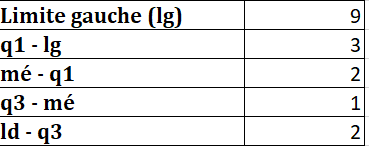 Limite gauche (lg) 9
q1 - lg 3
mé - q1 2
q3 - mé 1
ld - q3 2